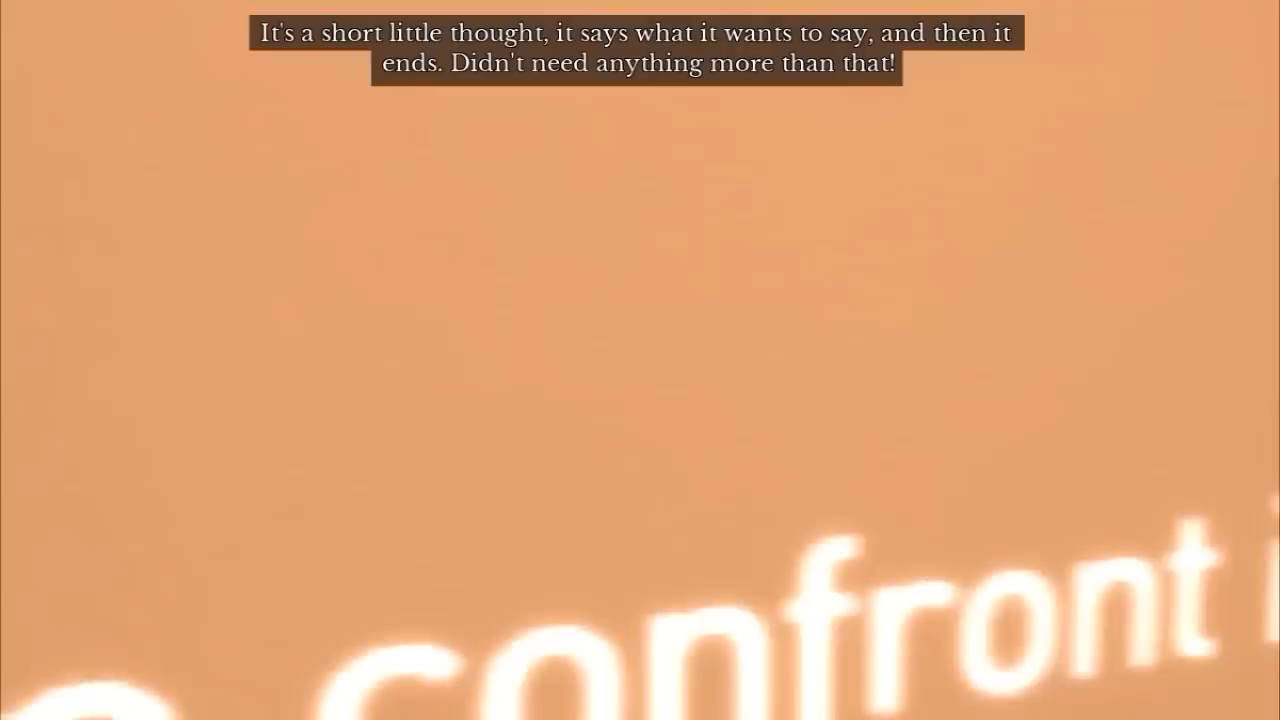 It's a short little thought, it says what it wants to say, and then it
ends. Didn't need anything more than that!
confront